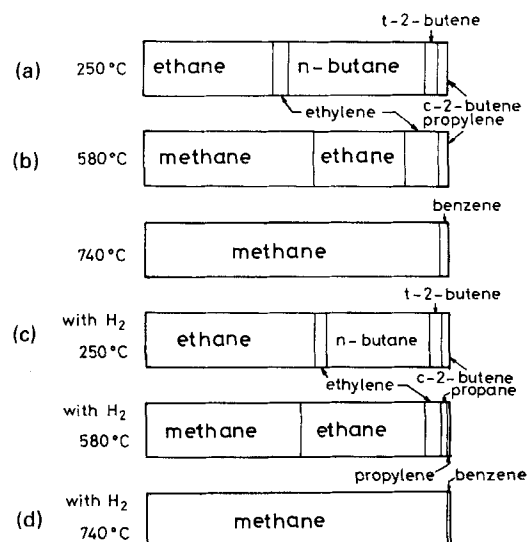 t-2-butene
(a) 250°C ethane n-butane
ethylene c-2-butene
propylene
(b) 580°C methane ethane
benzene
740°C methane
t-2-butene
(c) with H2
250°C ethane n-butane
ethylene c-2-butene
propane
with H2
580°C methane ethane
propylene benzene
with H2
(d) 740°C methane